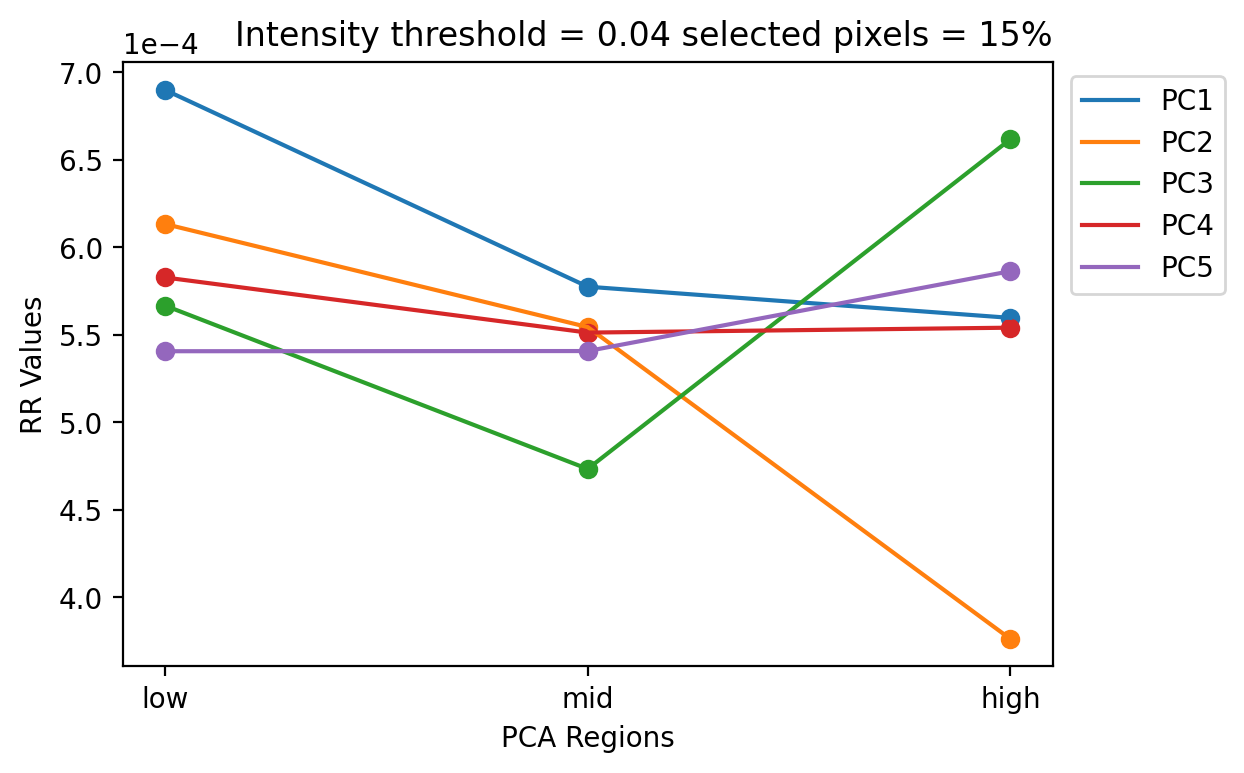 Intensity threshold = 0.04 selected pixels = 15%
1e−4
7.0
6.5
6.0
5.5
5.0
4.5
4.0
RR Values
low
mid
high
PCA Regions
PC1
PC2
PC3
PC4
PC5